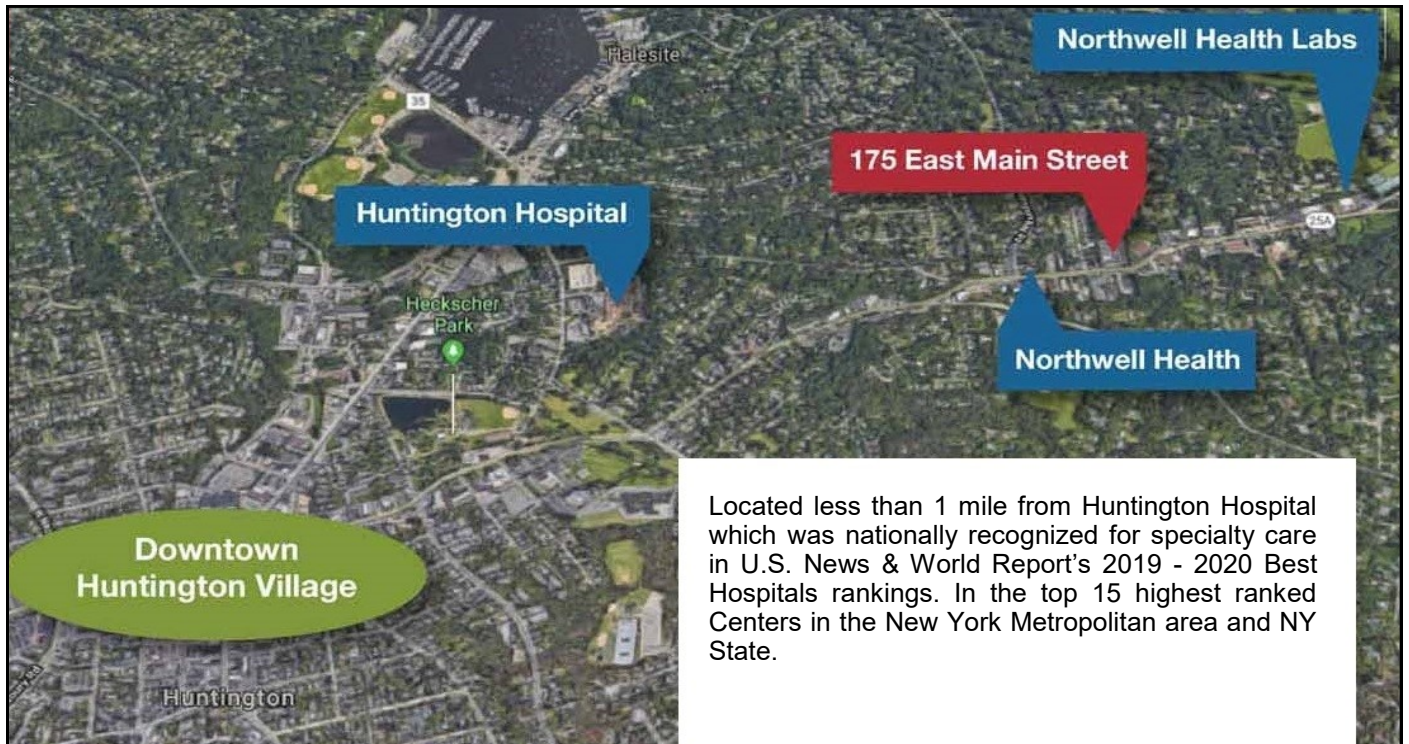 Northwell Health Labs
Halesite
35
175 East Main Street
Huntington Hospital
25A
Heckscher
Park
Northwell Health
Located less than 1 mile from Huntington Hospital
which was nationally recognized for specialty care
in U.S. News & World Report’s 2019 - 2020 Best
Hospitals rankings. In the top 15 highest ranked
Centers in the New York Metropolitan area and NY
State.
Downtown
Huntington Village
Huntington